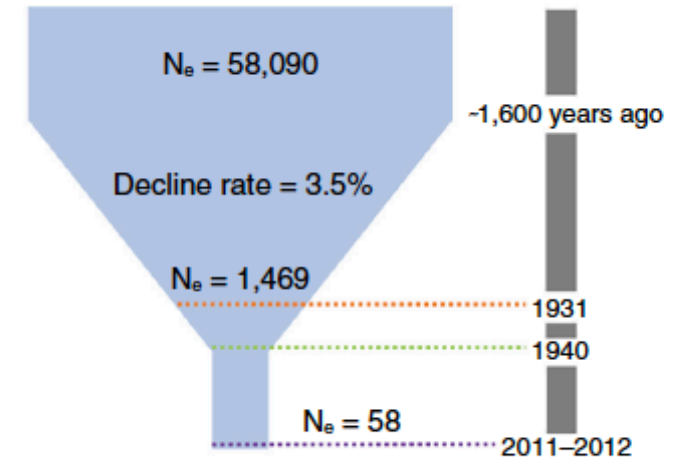 Nₑ = 58,090
~1,600 years ago
Decline rate = 3.5%
Nₑ = 1,469
1931
1940
Nₑ = 58
2011–2012